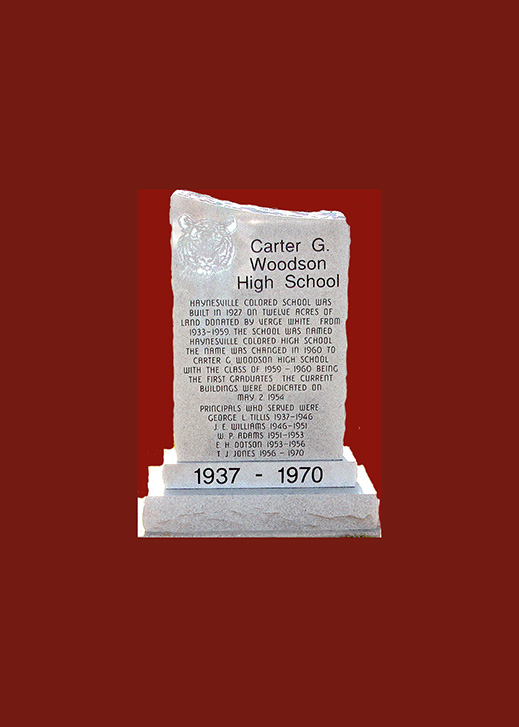 Carter G.
Woodson
High School
HAYNESVILLE COLORED SCHOOL WAS
BUILT IN 1927 ON TWELVE ACRES OF
LAND DONATED BY VERGE WHITE. FROM
1933-1959. THE SCHOOL WAS NAMED
HAYNESVILLE COLORED HIGH SCHOOL
THE NAME WAS CHANGED IN 1960 TO
CARTER G. WOODSON HIGH SCHOOL
WITH THE CLASS OF 1959 - 1960 BEING
THE FIRST GRADUATES THE CURRENT
BUILDINGS WERE DEDICATED ON
MAY 2, 1954
PRINCIPALS WHO SERVED WERE
GEORGE L. TILLIS 1937-1946
J. E. WILLIAMS 1946-1951
W. P. ADAMS 1951-1953
E. H. DOTSON 1953-1956
T. J. JONES 1956 - 1970
1937 - 1970